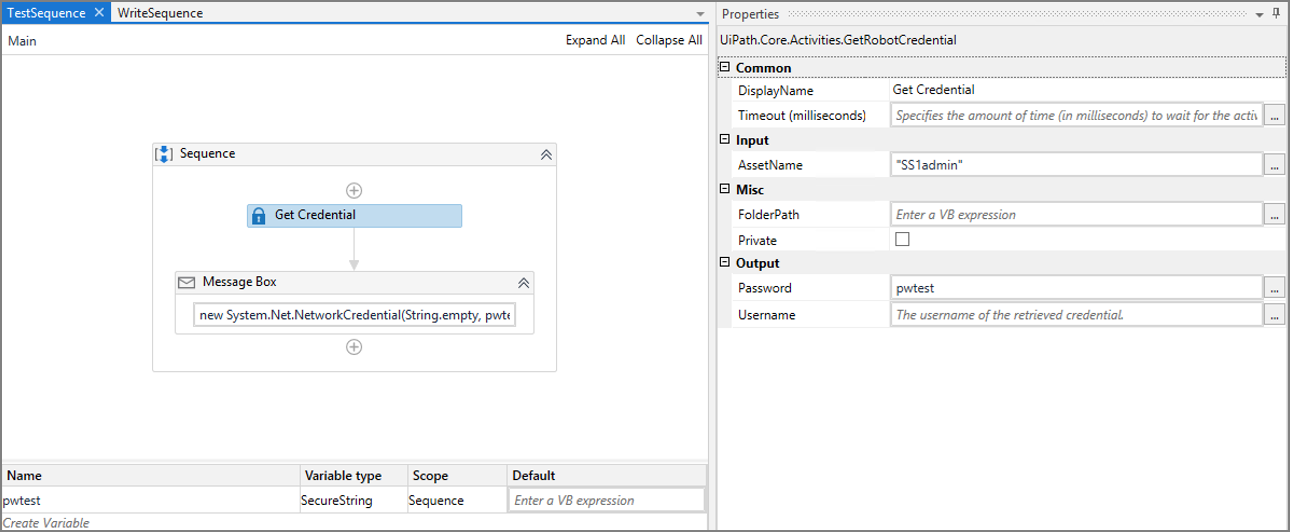 TestSequence
WriteSequence
Main
Expand All
Collapse All
Sequence
Get Credential
Message Box
new System.Net.NetworkCredential(String.empty, pwte
Name
Variable type
Scope
Default
pwtest
SecureString
Sequence
Enter a VB expression
Create Variable
Properties
UiPath.Core.Activities.GetRobotCredential
Common
DisplayName
Get Credential
Timeout (milliseconds)
Specifies the amount of time (in milliseconds) to wait for the activ
...
Input
AssetName
"SS1admin"
...
Misc
FolderPath
Enter a VB expression
...
Private
Output
Password
pwtest
...
Username
The username of the retrieved credential.
...